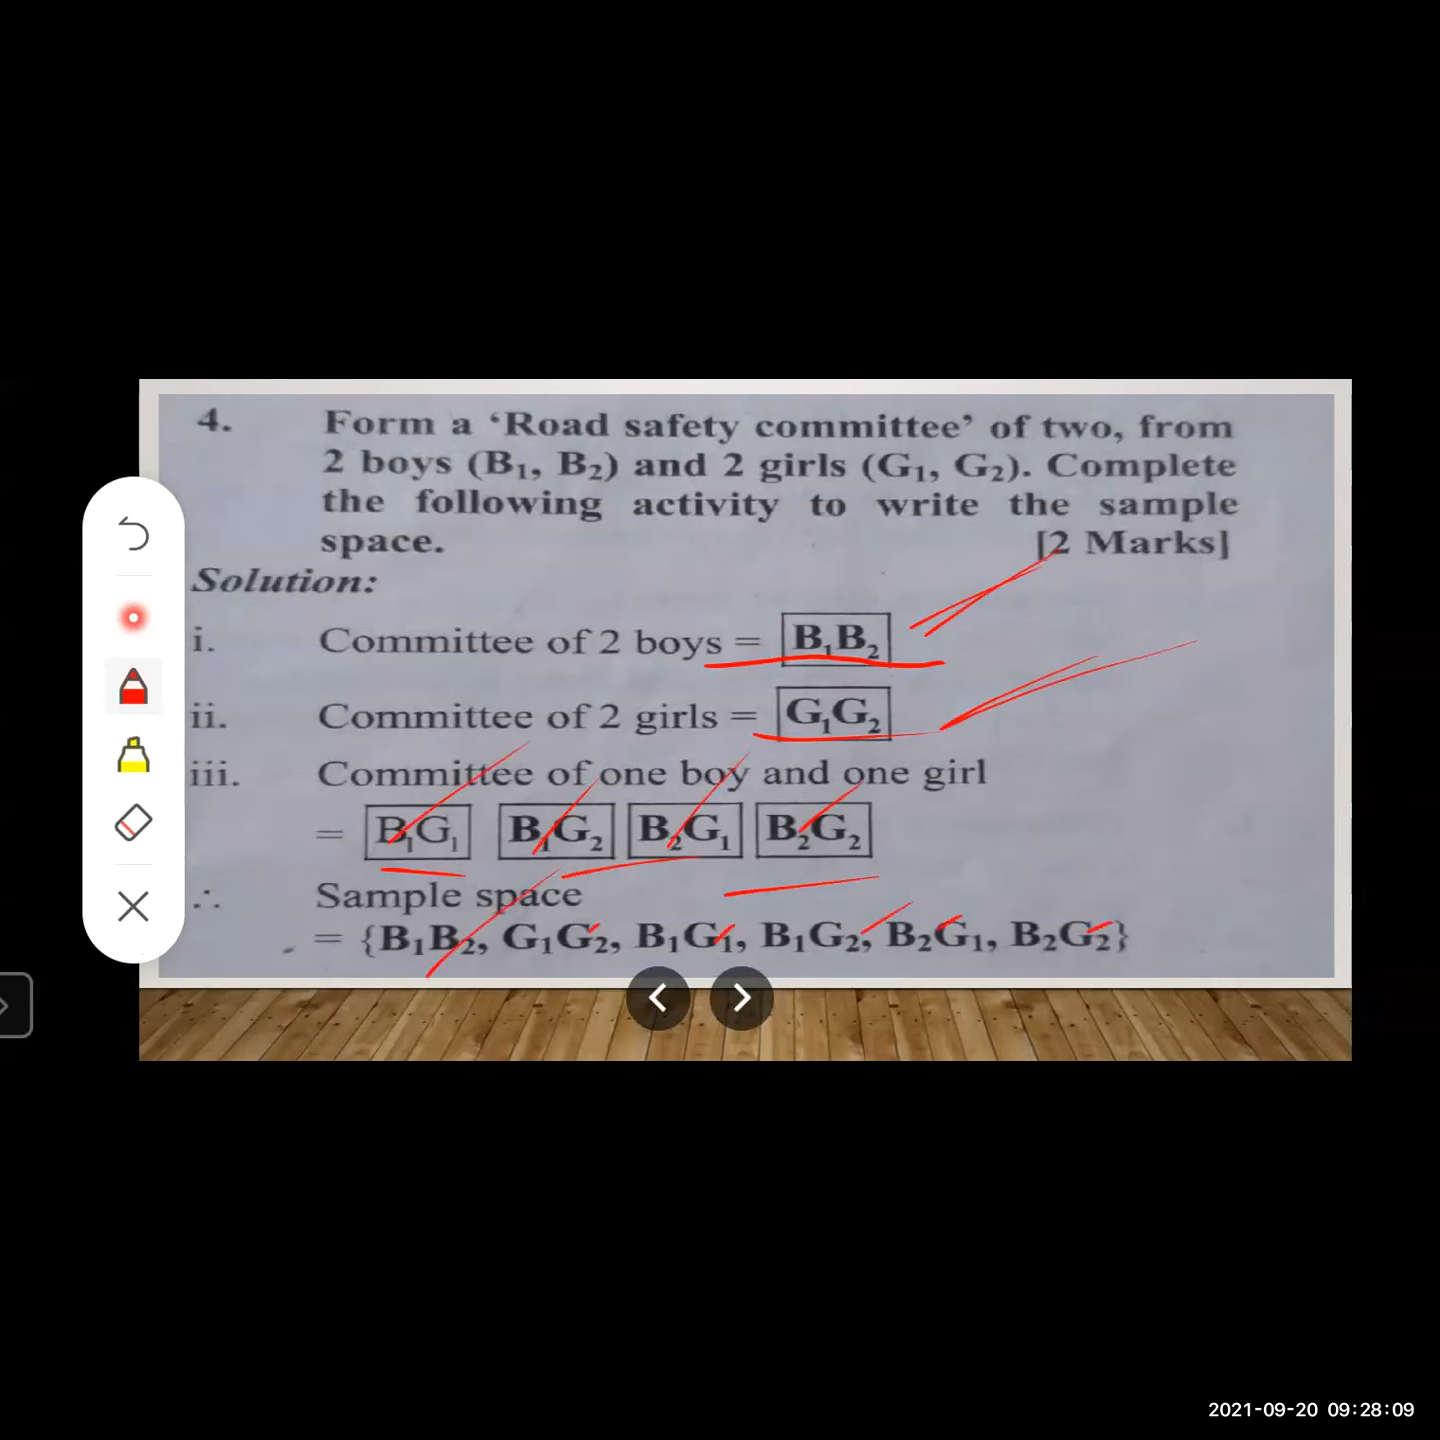 4. Form a ‘Road safety committee’ of two, from
2 boys (B₁, B₂) and 2 girls (G₁, G₂). Complete
the following activity to write the sample
space. [2 Marks]
Solution:
i. Committee of 2 boys = B₁B₂
ii. Committee of 2 girls = G₁G₂
iii. Committee of one boy and one girl
= B₁G₁ B₁G₂ B₂G₁ B₂G₂
∴ Sample space
= {B₁B₂, G₁G₂, B₁G₁, B₁G₂, B₂G₁, B₂G₂}
2021-09-20 09:28:09